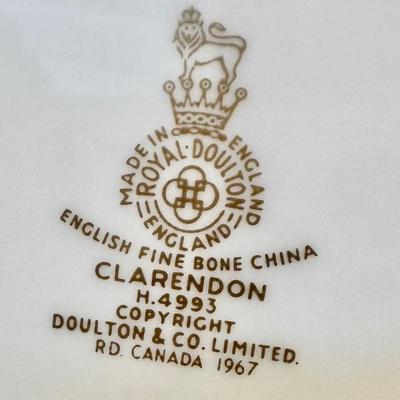 MADE IN ENGLAND
ROYAL·DOULTON
ENGLAND
ENGLISH FINE BONE CHINA
CLARENDON
H.4993
COPYRIGHT
DOULTON & CO. LIMITED.
RD. CANADA 1967